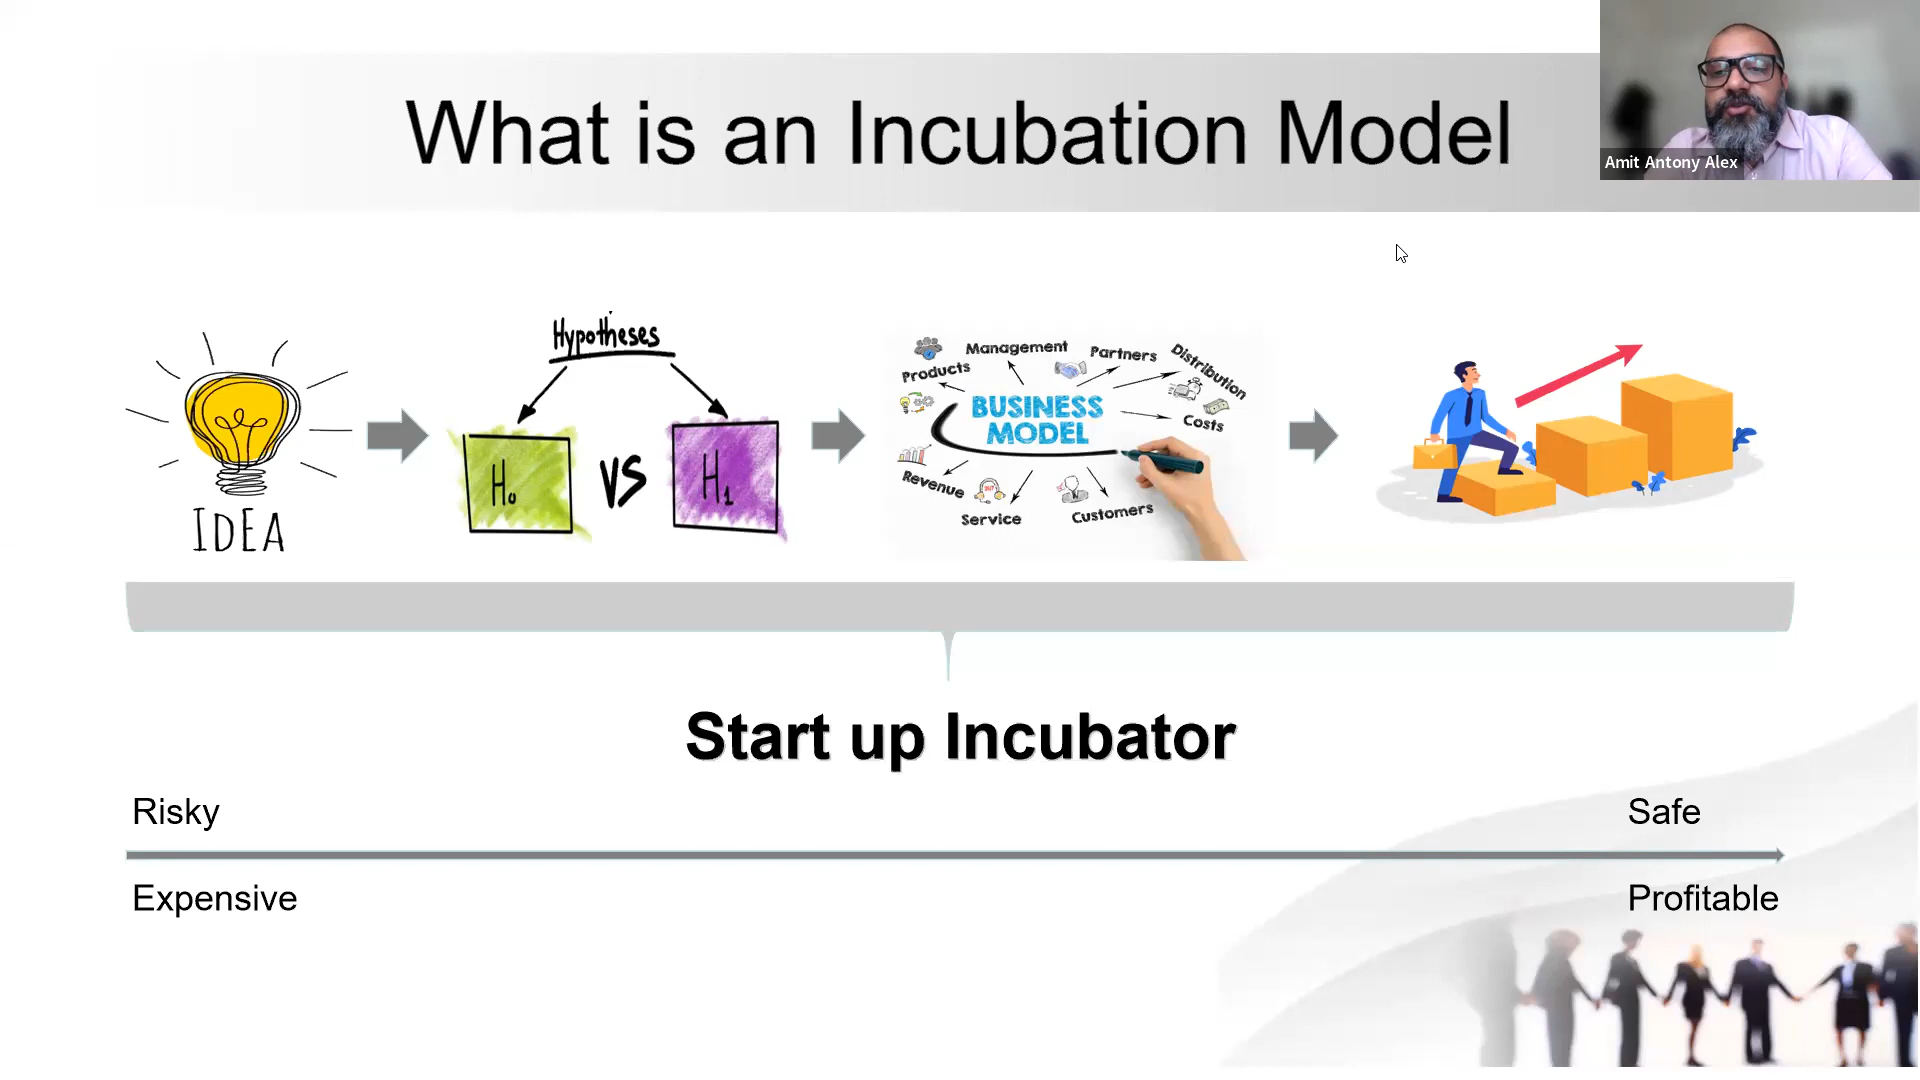 What is an Incubation Model
Amit Antony Alex
IDEA
Hypotheses
H0
VS
H1
Management
Partners
Distribution
Products
BUSINESS
MODEL
Costs
Revenue
Service
Customers
Start up Incubator
Risky
Safe
Expensive
Profitable